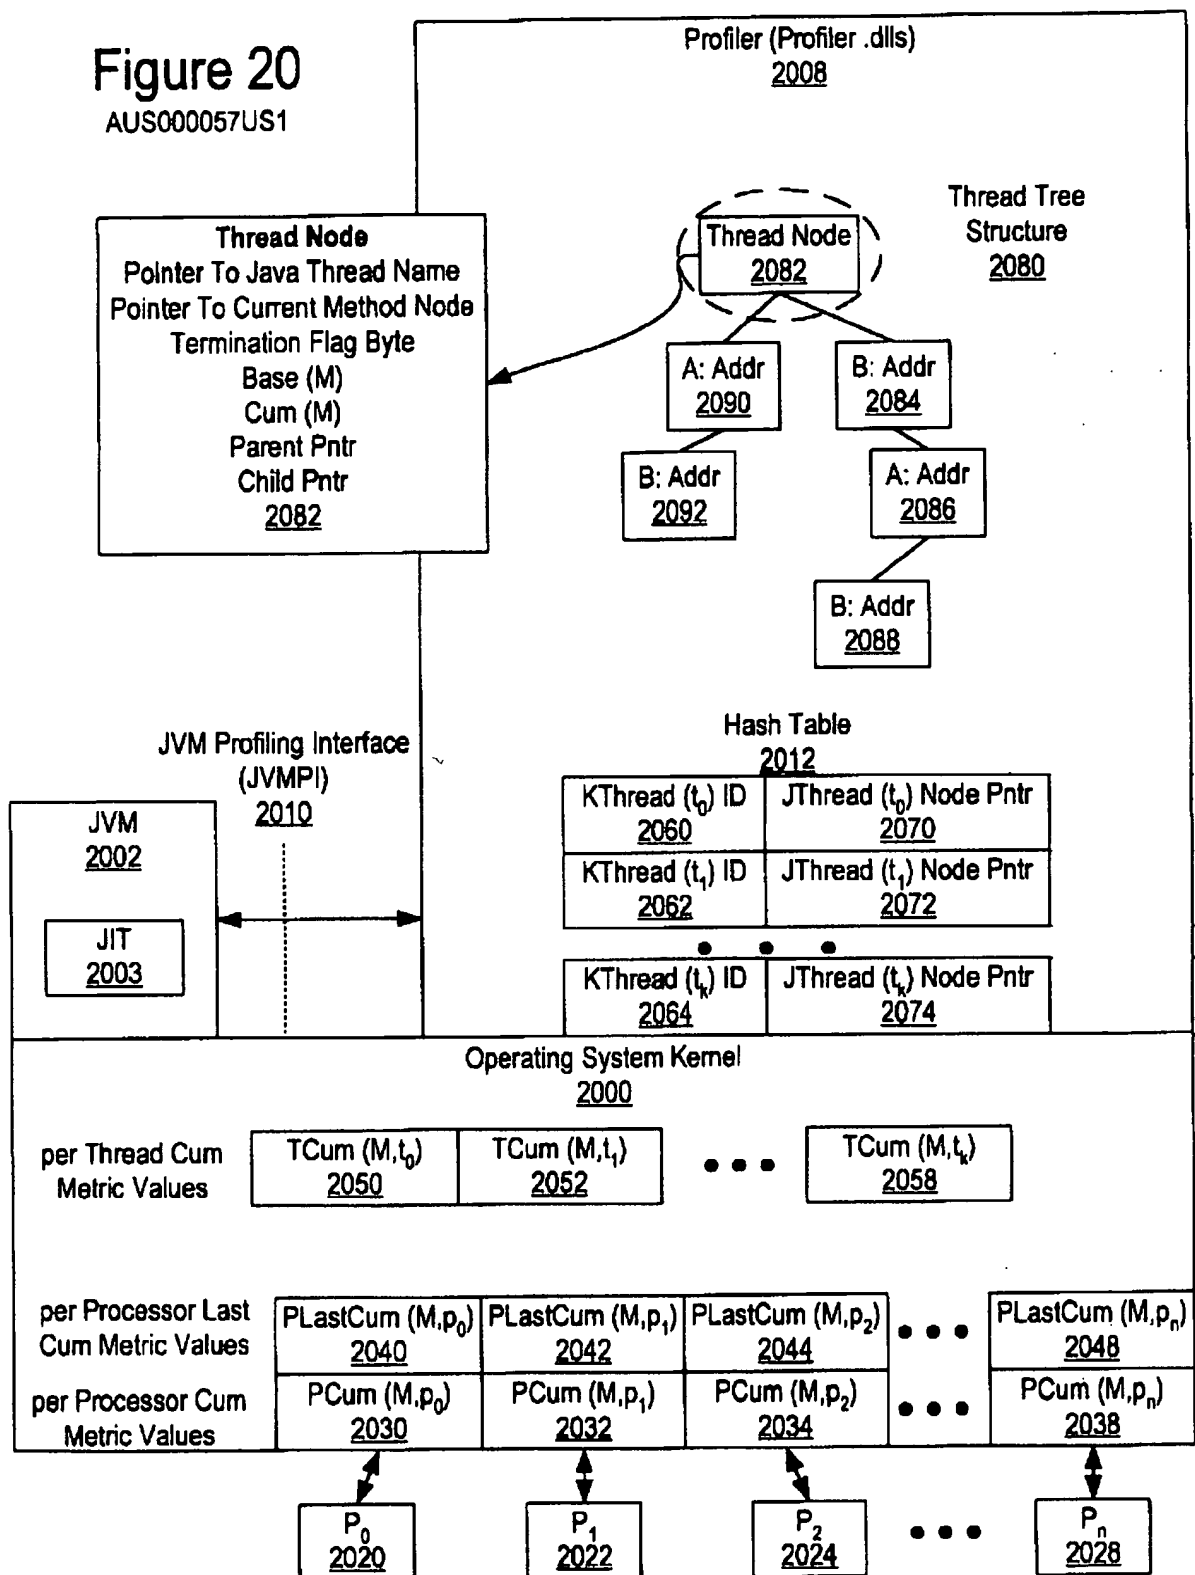 Figure 20
AUS000057US1
Profiler (Profiler .dlls)
2008
Thread Node
Pointer To Java Thread Name
Pointer To Current Method Node
Termination Flag Byte
Base (M)
Cum (M)
Parent Pntr
Child Pntr
2082
Thread Node
2082
Thread Tree
Structure
2080
A: Addr
2090
B: Addr
2084
B: Addr
2092
A: Addr
2086
B: Addr
2088
JVM Profiling Interface
(JVMPI)
2010
JVM
2002
JIT
2003
Hash Table
2012
KThread (t₀) ID
2060
JThread (t₀) Node Pntr
2070
KThread (t₁) ID
2062
JThread (t₁) Node Pntr
2072
KThread (tₖ) ID
2064
JThread (tₖ) Node Pntr
2074
Operating System Kernel
2000
per Thread Cum
Metric Values
TCum (M,t₀)
2050
TCum (M,t₁)
2052
TCum (M,tₖ)
2058
per Processor Last
Cum Metric Values
PLastCum (M,p₀)
2040
PLastCum (M,p₁)
2042
PLastCum (M,p₂)
2044
PLastCum (M,pₙ)
2048
per Processor Cum
Metric Values
PCum (M,p₀)
2030
PCum (M,p₁)
2032
PCum (M,p₂)
2034
PCum (M,pₙ)
2038
P₀
2020
P₁
2022
P₂
2024
Pₙ
2028